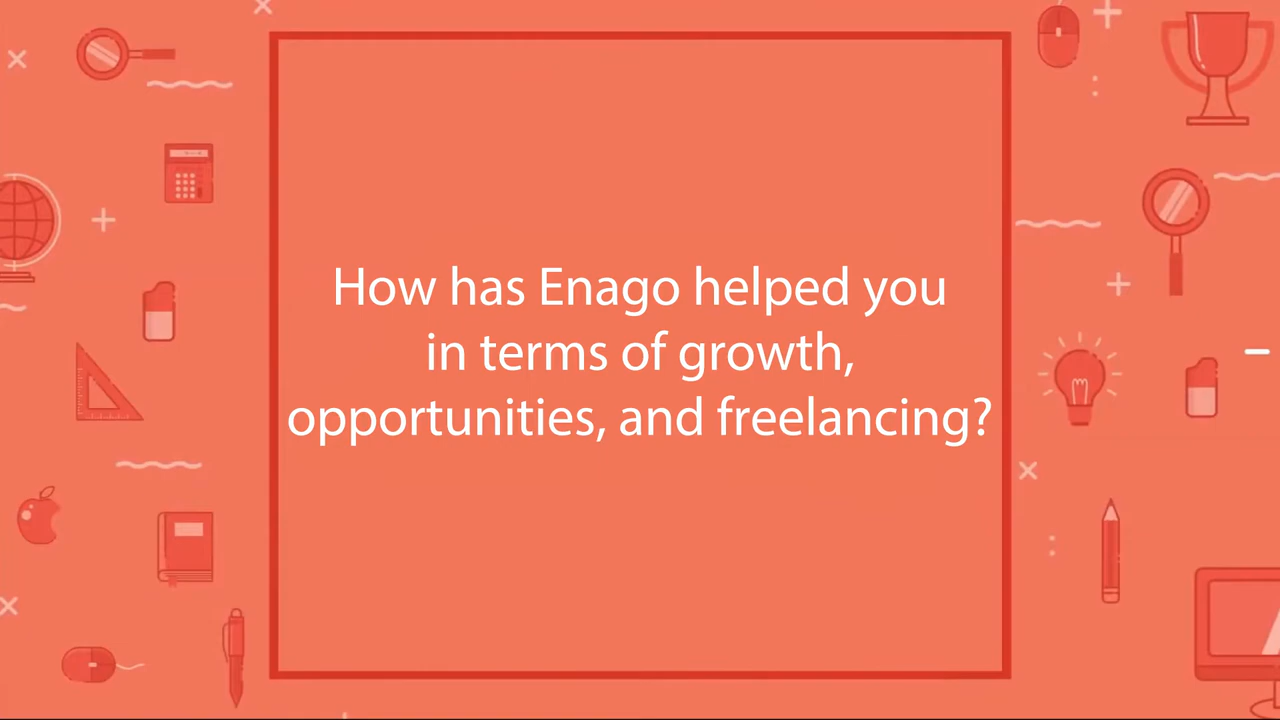 How has Enago helped you
in terms of growth,
opportunities, and freelancing?